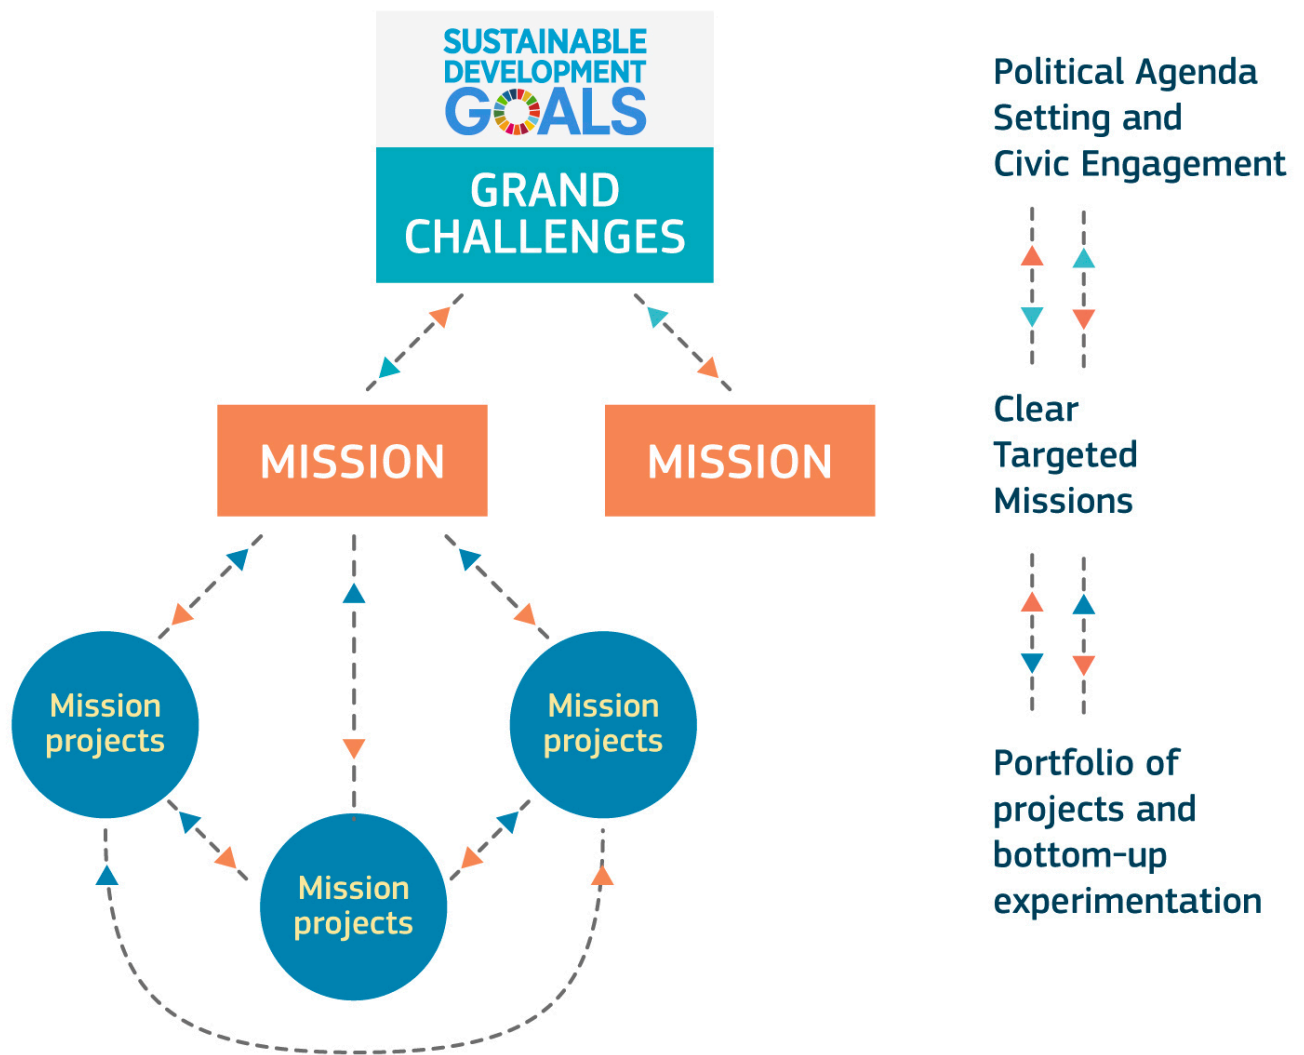 SUSTAINABLE
DEVELOPMENT
GOALS
GRAND
CHALLENGES
MISSION
MISSION
Mission
projects
Mission
projects
Mission
projects
Political Agenda
Setting and
Civic Engagement
Clear
Targeted
Missions
Portfolio of
projects and
bottom-up
experimentation